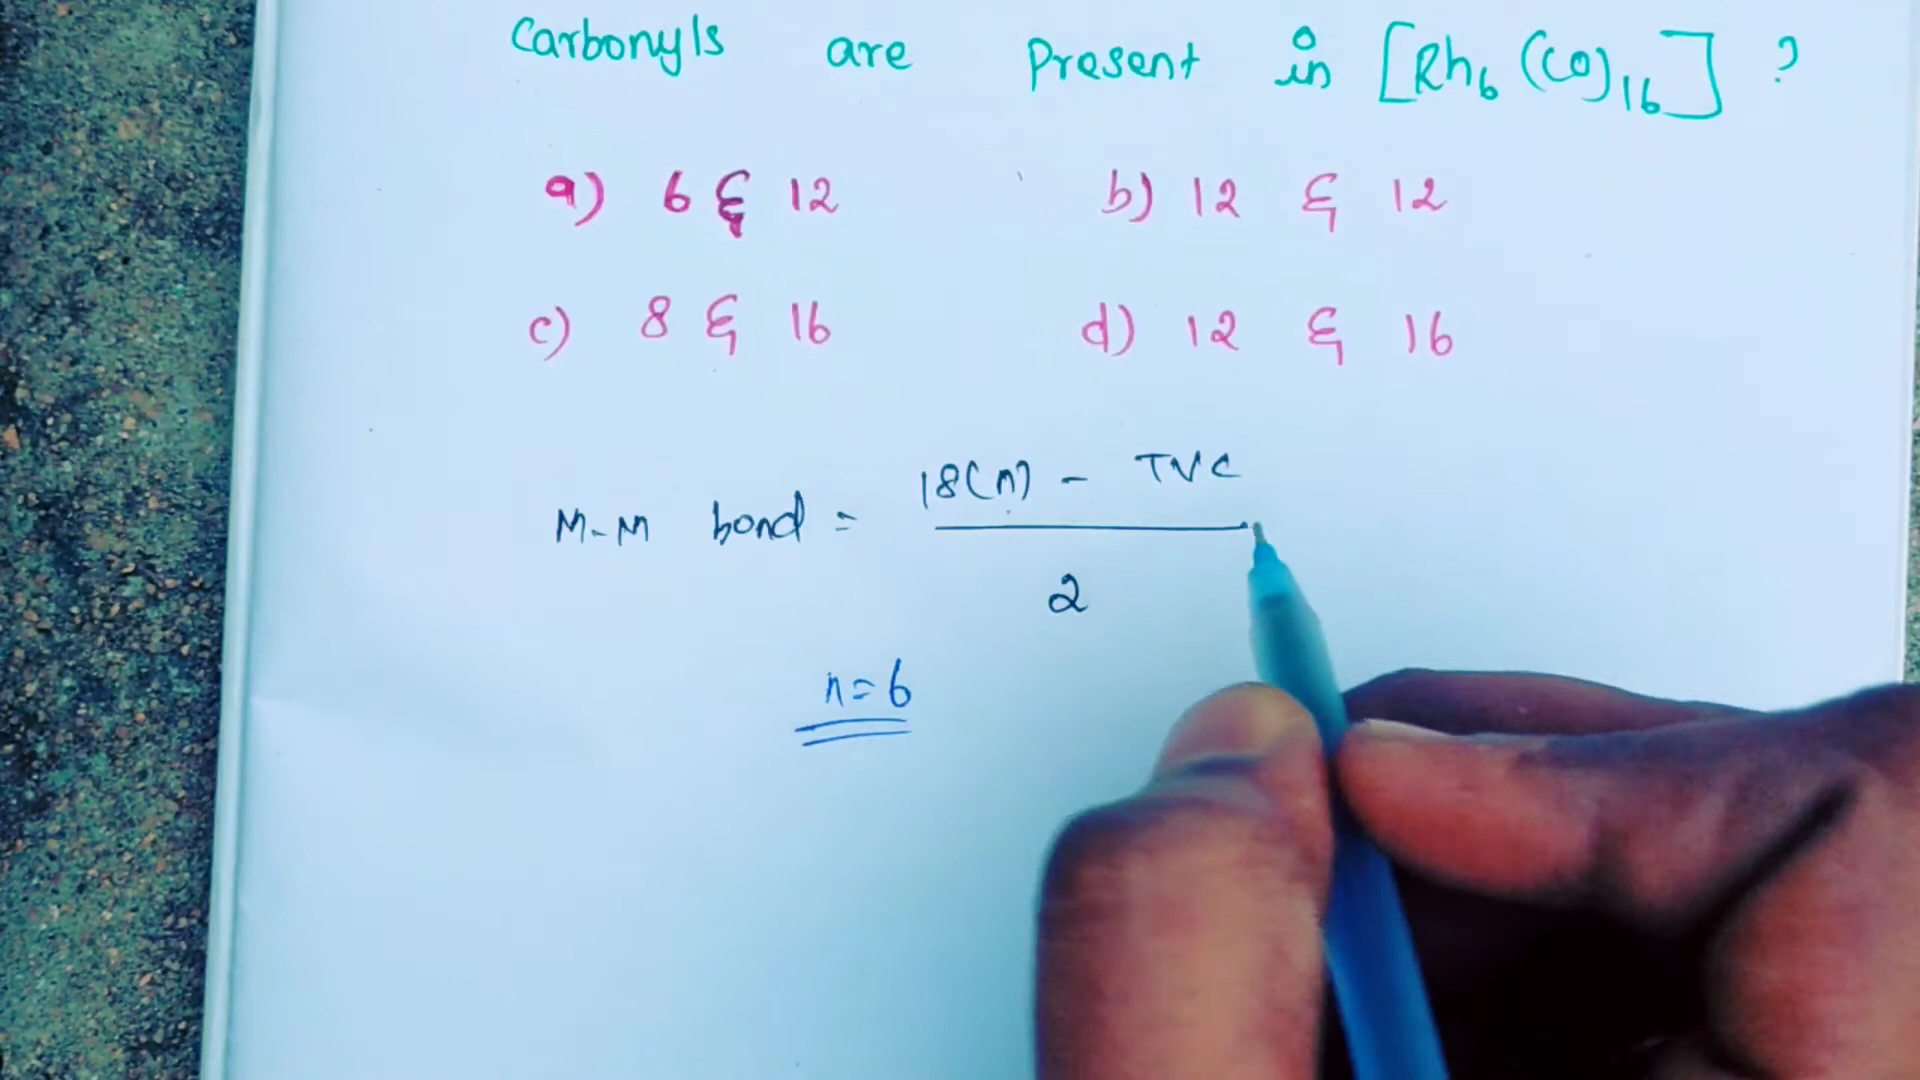 Carbonyls are Present in [Rh6 (CO)16] ?
a) 6 & 12 b) 12 & 12
c) 8 & 16 d) 12 & 16
M-M bond = 18(n) - TVC
2
n=6